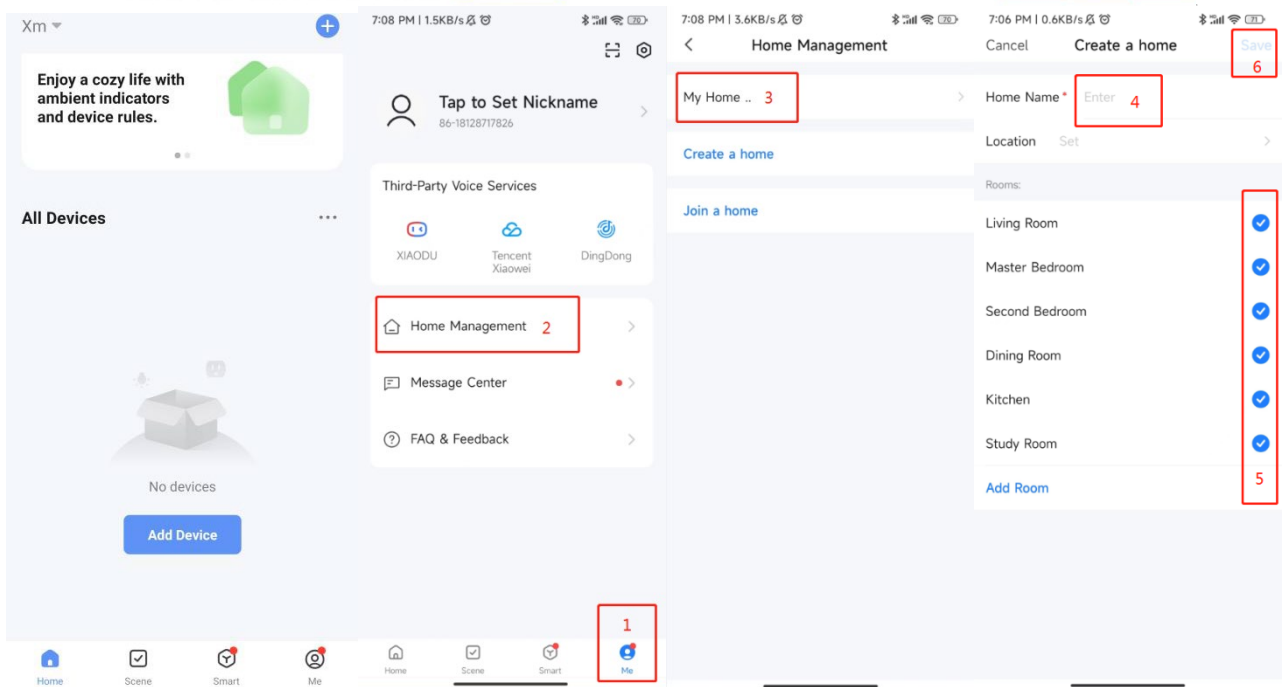 Xm
Enjoy a cozy life with
ambient indicators
and device rules.
All Devices
No devices
Add Device
Home
Scene
Smart
Me
7:08 PM | 1.5KB/s
70
Tap to Set Nickname
86-18128717826
Third-Party Voice Services
XIAODU
Tencent
Xiaowei
DingDong
Home Management 2
Message Center
FAQ & Feedback
1
Home
Scene
Smart
Me
7:08 PM | 3.6KB/s
70
Home Management
My Home .. 3
Create a home
Join a home
7:06 PM | 0.6KB/s
71
Cancel
Create a home
Save
6
Home Name * Enter 4
Location Set
Rooms:
Living Room
Master Bedroom
Second Bedroom
Dining Room
Kitchen
Study Room
5
Add Room